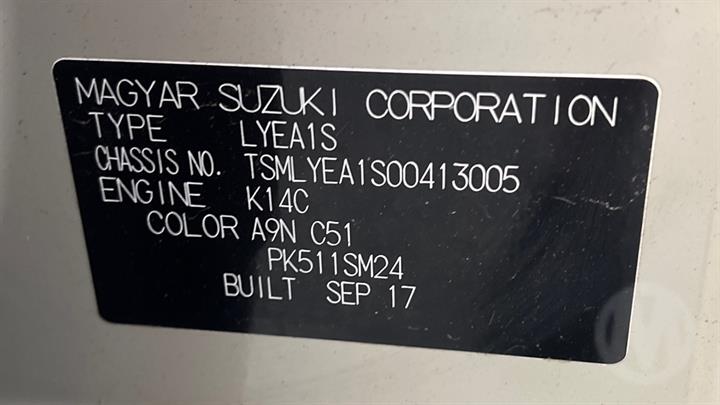 MAGYAR SUZUKI CORPORATION
TYPE LYEA1S
CHASSIS NO. TSMLYEA1S00413005
ENGINE K14C
COLOR A9N C51
PK511SM24
BUILT SEP 17